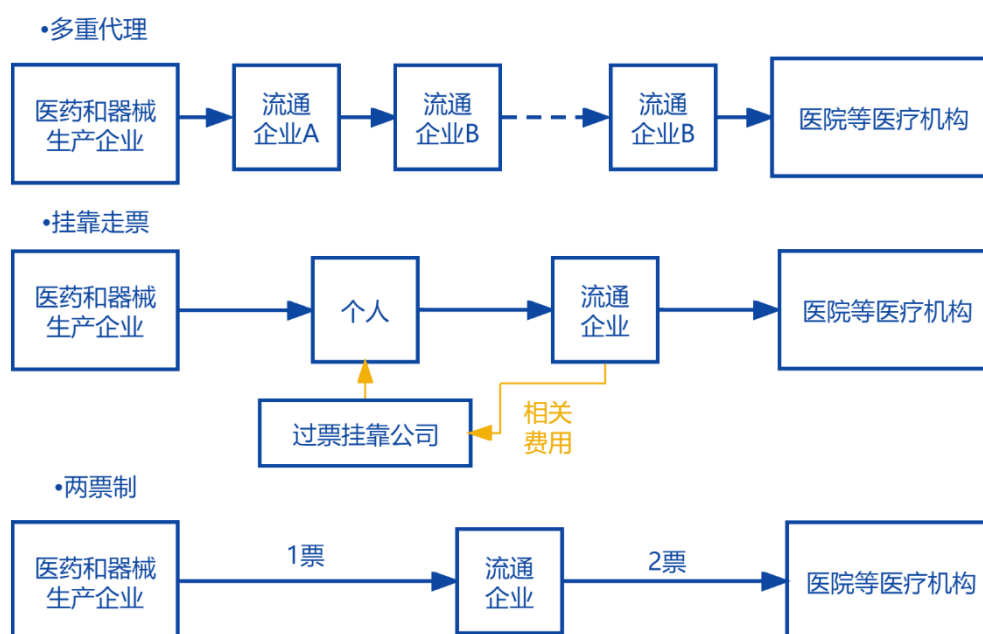 •多重代理
医药和器械
生产企业
流通
企业A
流通
企业B
流通
企业B
医院等医疗机构
•挂靠走票
医药和器械
生产企业
个人
流通
企业
医院等医疗机构
过票挂靠公司
相关
费用
•两票制
医药和器械
生产企业
1票
流通
企业
2票
医院等医疗机构